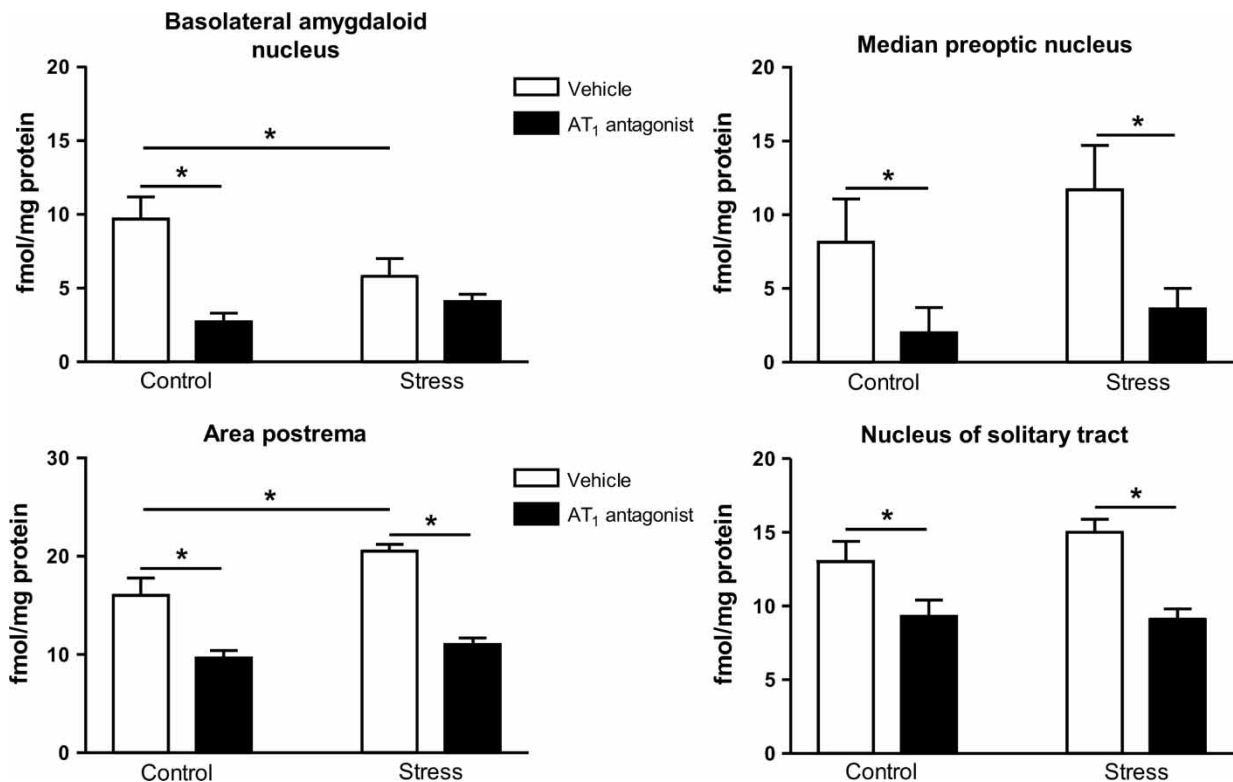 Basolateral amygdaloid
nucleus
fmol/mg protein
20
15
10
5
0
*
*
Control
Stress
Vehicle
AT₁ antagonist
Median preoptic nucleus
fmol/mg protein
20
15
10
5
0
*
*
Control
Stress
Area postrema
fmol/mg protein
30
20
10
0
*
*
*
Control
Stress
Vehicle
AT₁ antagonist
Nucleus of solitary tract
fmol/mg protein
20
15
10
5
0
*
*
Control
Stress